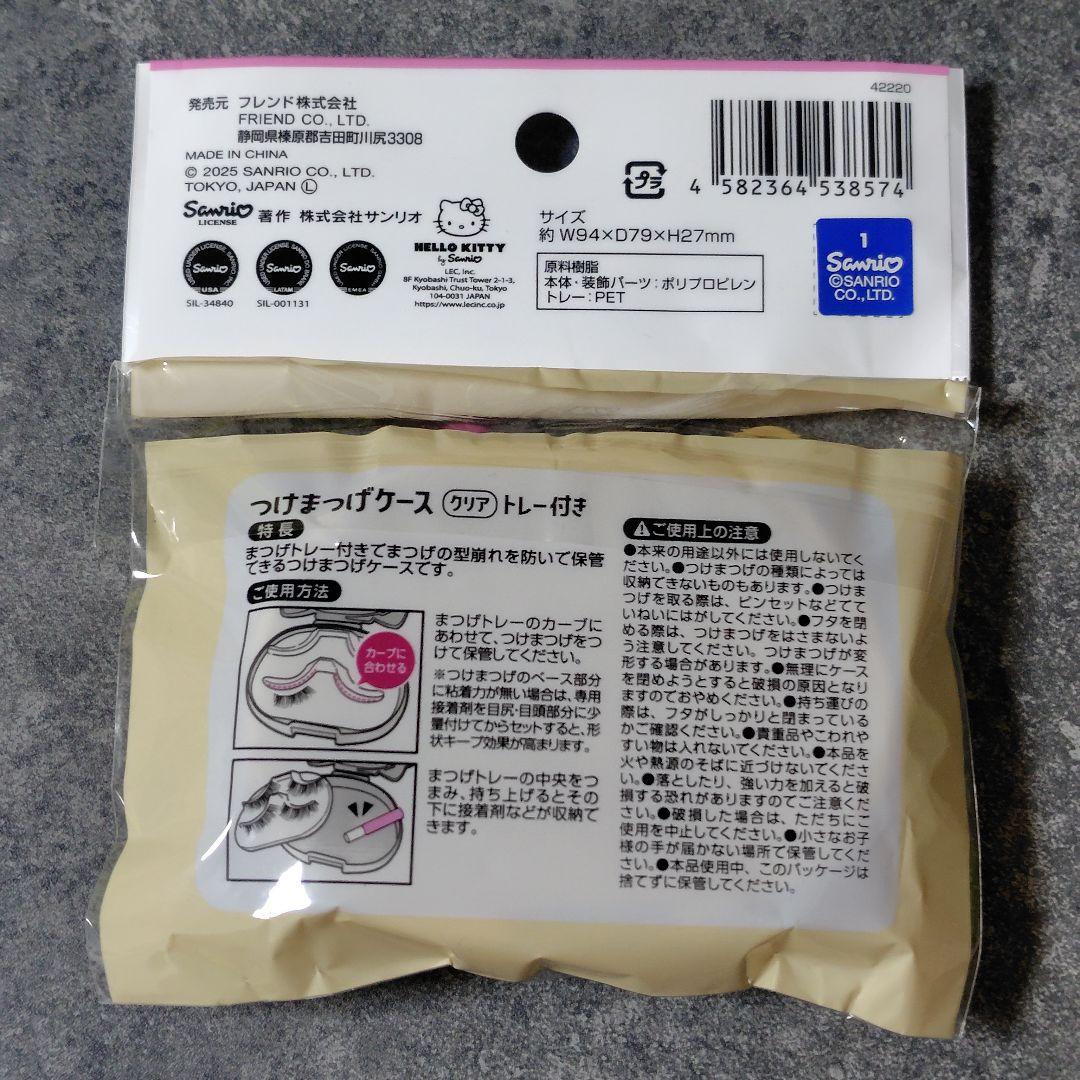 42220
発売元 フレンド株式会社
FRIEND CO., LTD.
静岡県榛原郡吉田町川尻3308
MADE IN CHINA
© 2025 SANRIO CO., LTD.
TOKYO, JAPAN Ⓛ
Sanrio
LICENSE
著作 株式会社サンリオ
Sanrio
USA
SIL-34840
Sanrio
LATAM
SIL-001131
Sanrio
EMEA
HELLO KITTY
by Sanrio
LEC, Inc.
8F Kyobashi Trust Tower 2-1-3,
Kyobashi, Chuo-ku, Tokyo
104-0031 JAPAN
https://www.lecinc.co.jp
プラ
4 582364 538574
サイズ
約 W94×D79×H27mm
原料樹脂
本体・装飾パーツ：ポリプロピレン
トレー：PET
1
Sanrio
©SANRIO
CO., LTD.
つけまつげケース クリア トレー付き
特長
まつげトレー付きでまつげの型崩れを防いで保管
できるつけまつげケースです。
ご使用方法
カーブに
合わせる
まつげトレーのカーブに
あわせて、つけまつげをつ
けて保管してください。
※つけまつげのベース部分
に粘着力が無い場合は、専用
接着剤を目尻・目頭部分に少
量付けてからセットすると、形
状キープ効果が高まります。
まつげトレーの中央をつ
まみ、持ち上げるとその
下に接着剤などが収納で
きます。
⚠ご使用上の注意
●本来の用途以外には使用しないでく
ださい。●つけまつげの種類によっては
収納できないものもあります。●つけま
つげを取る際は、ピンセットなどでて
いねいにはがしてください。●フタを閉
める際は、つけまつげをはさまないよ
う注意してください。つけまつげが変
形する場合があります。●無理にケース
を閉めようとすると破損の原因となり
ますのでおやめください。●持ち運びの
際は、フタがしっかりと閉まっている
かご確認ください。●貴重品やこわれや
すい物は入れないでください。●本品を
火や熱源のそばに近づけないでくださ
い。●落としたり、強い力を加えると破
損する恐れがありますのでご注意くだ
さい。●破損した場合は、ただちにご
使用を中止してください。●小さなお子
様の手が届かない場所で保管してくだ
さい。●本品使用中、このパッケージは
捨てずに保管してください。